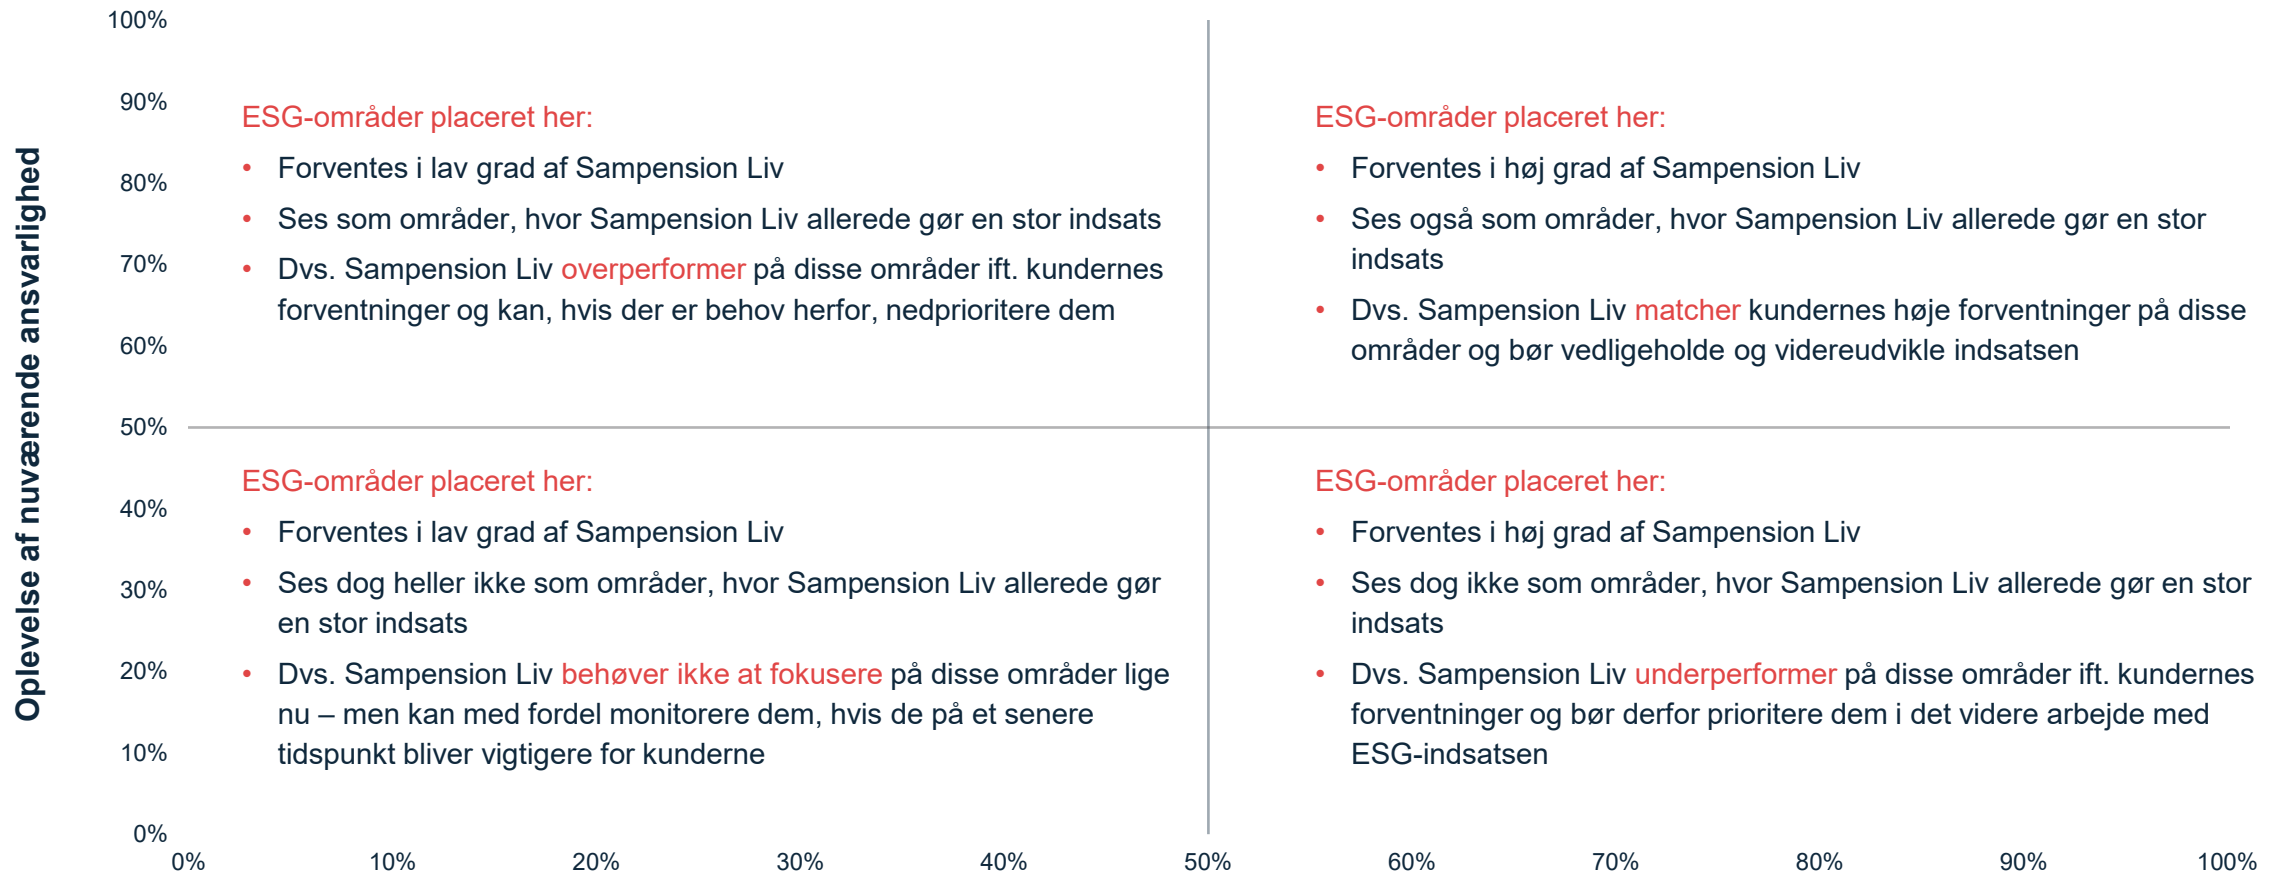 Oplevelse af nuværende ansvarlighed
100%
90%
80%
70%
60%
50%
40%
30%
20%
10%
0%
ESG-områder placeret her:
• Forventes i lav grad af Sampension Liv
• Ses som områder, hvor Sampension Liv allerede gør en stor indsats
• Dvs. Sampension Liv overperformer på disse områder ift. kundernes
forventninger og kan, hvis der er behov herfor, nedprioritere dem
ESG-områder placeret her:
• Forventes i høj grad af Sampension Liv
• Ses også som områder, hvor Sampension Liv allerede gør en stor
indsats
• Dvs. Sampension Liv matcher kundernes høje forventninger på disse
områder og bør vedligeholde og videreudvikle indsatsen
ESG-områder placeret her:
• Forventes i lav grad af Sampension Liv
• Ses dog heller ikke som områder, hvor Sampension Liv allerede gør
en stor indsats
• Dvs. Sampension Liv behøver ikke at fokusere på disse områder lige
nu – men kan med fordel monitorere dem, hvis de på et senere
tidspunkt bliver vigtigere for kunderne
ESG-områder placeret her:
• Forventes i høj grad af Sampension Liv
• Ses dog ikke som områder, hvor Sampension Liv allerede gør en stor
indsats
• Dvs. Sampension Liv underperformer på disse områder ift. kundernes
forventninger og bør derfor prioritere dem i det videre arbejde med
ESG-indsatsen
0% 10% 20% 30% 40% 50% 60% 70% 80% 90% 100%